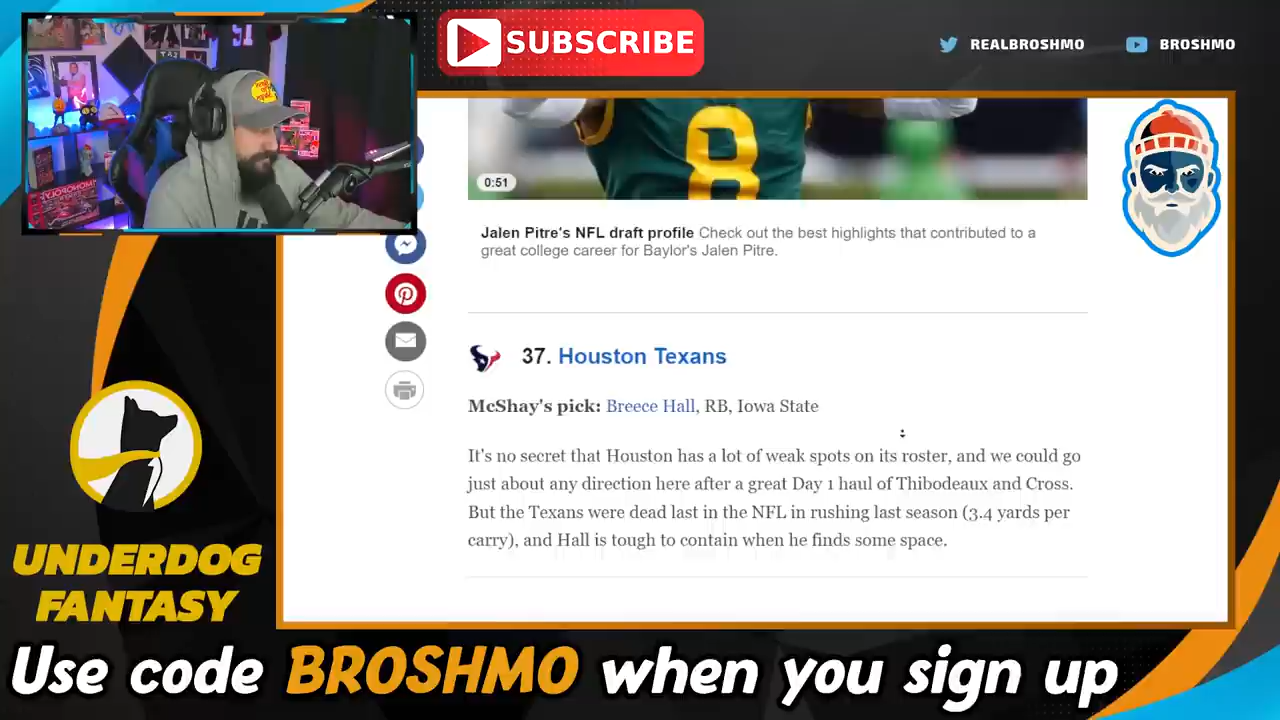 SUBSCRIBE
REALBROSHMO
BROSHMO
8
0:51
Jalen Pitre's NFL draft profile Check out the best highlights that contributed to a
great college career for Baylor's Jalen Pitre.
37. Houston Texans
McShay's pick: Breece Hall, RB, Iowa State
It's no secret that Houston has a lot of weak spots on its roster, and we could go
just about any direction here after a great Day 1 haul of Thibodeaux and Cross.
But the Texans were dead last in the NFL in rushing last season (3.4 yards per
carry), and Hall is tough to contain when he finds some space.
UNDERDOG
FANTASY
Use code BROSHMO when you sign up